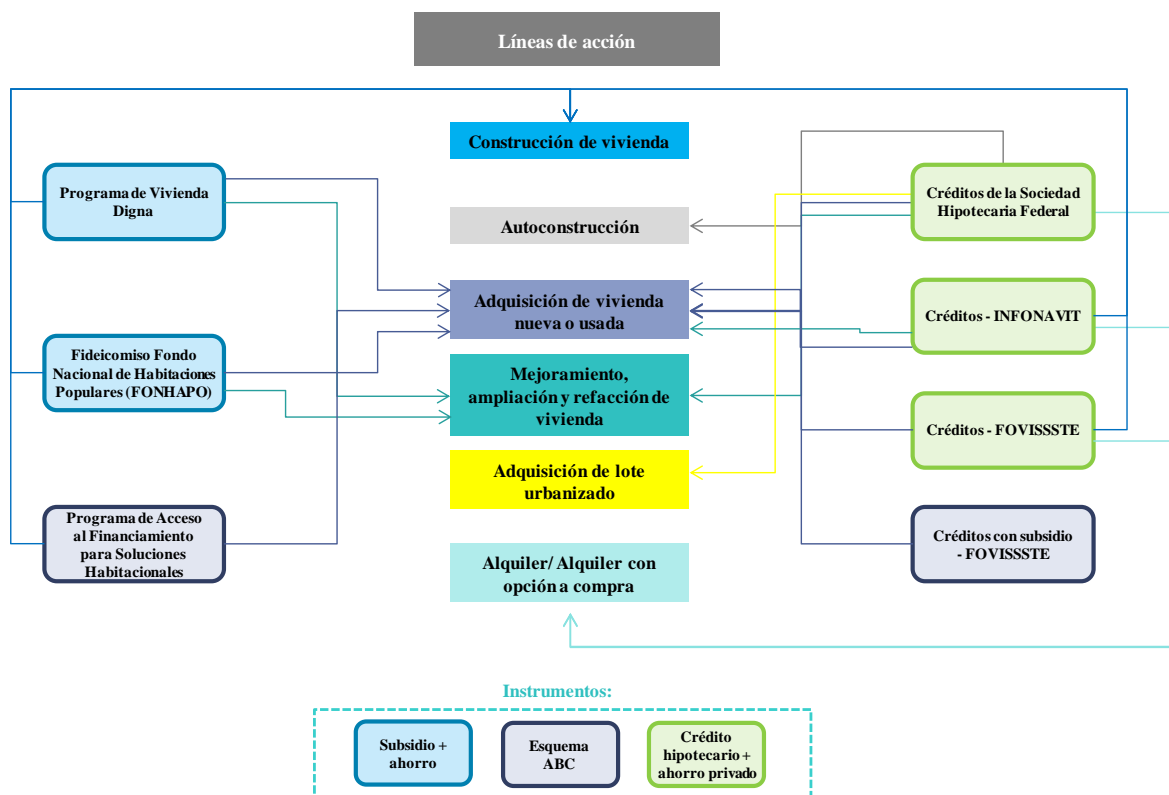 Líneas de acción
Construcción de vivienda
Programa de Vivienda
Digna
Créditos de la Sociedad
Hipotecaria Federal
Autoconstrucción
Adquisición de vivienda
nueva o usada
Créditos - INFONAVIT
Fideicomiso Fondo
Nacional de Habitaciones
Populares (FONHAPO)
Mejoramiento,
ampliación y refacción de
vivienda
Créditos - FOVISSSTE
Adquisición de lote
urbanizado
Programa de Acceso
al Financiamiento
para Soluciones
Habitacionales
Créditos con subsidio
- FOVISSSTE
Alquiler/ Alquiler con
opción a compra
Instrumentos:
Subsidio +
ahorro
Esquema
ABC
Crédito
hipotecario +
ahorro privado